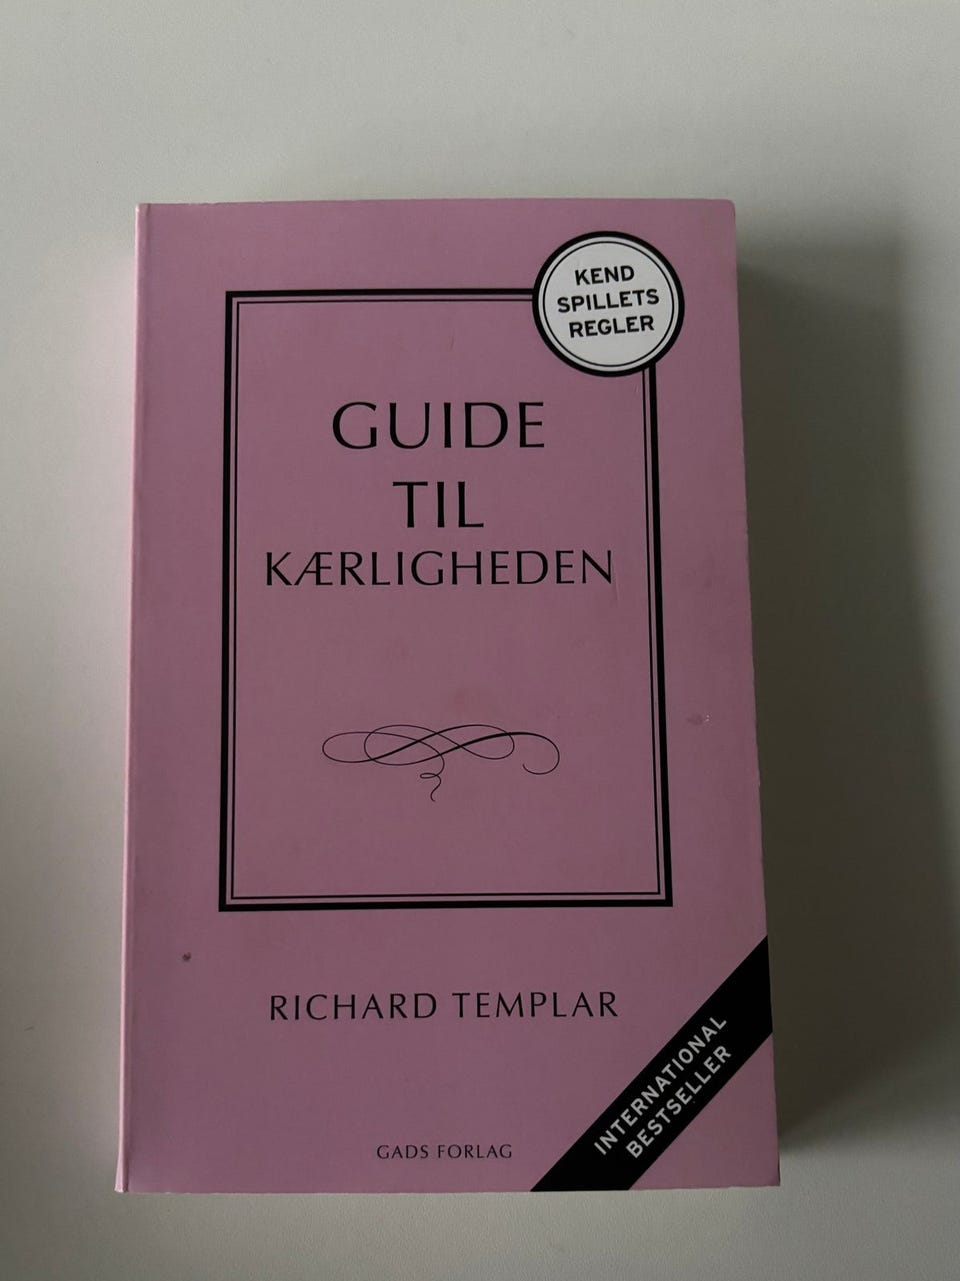 KEND
SPILLETS
REGLER
GUIDE
TIL
KÆRLIGHEDEN
RICHARD TEMPLAR
INTERNATIONAL
BESTSELLER
GADS FORLAG